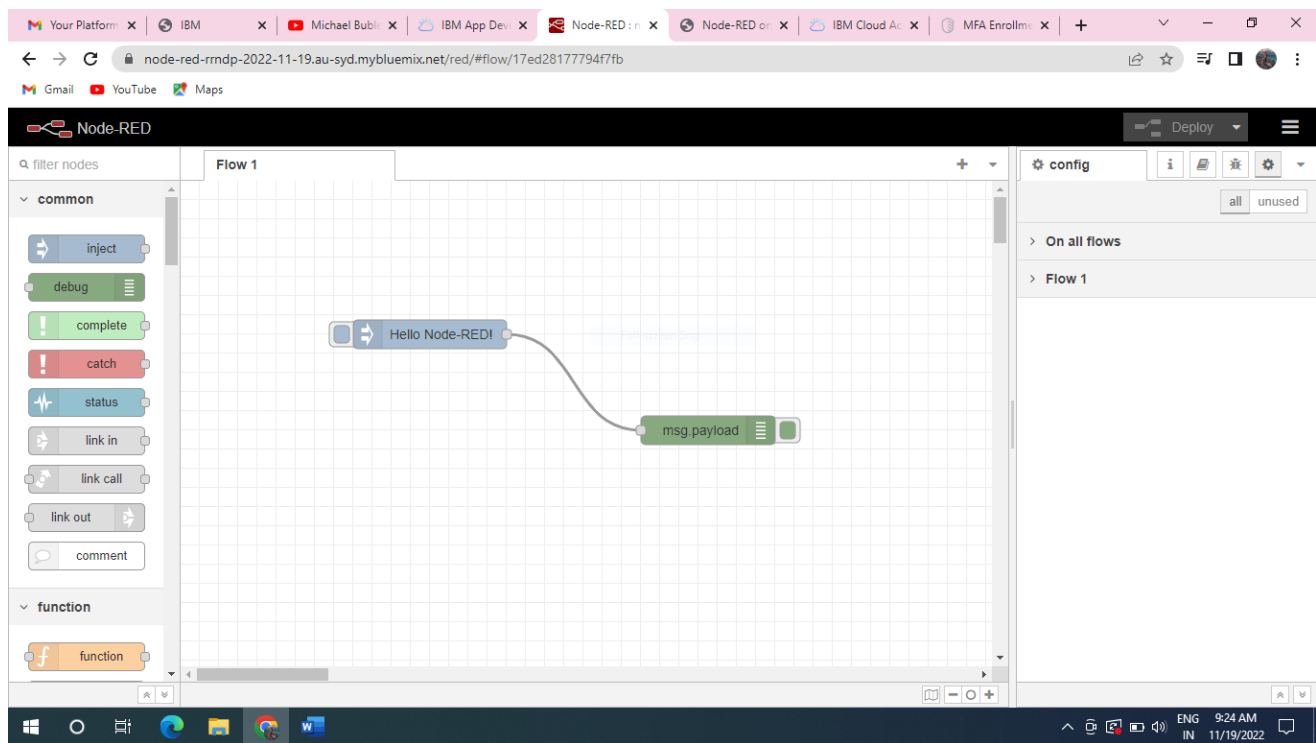 Your Platform
IBM
Michael Buble
IBM App Deve
Node-RED : n
Node-RED on
IBM Cloud Ac
MFA Enrollme
node-red-rrndp-2022-11-19.au-syd.mybluemix.net/red/#flow/17ed28177794f7fb
Gmail
YouTube
Maps
Node-RED
Deploy
filter nodes
Flow 1
config
i
common
all
unused
inject
On all flows
debug
Flow 1
complete
Hello Node-RED!
catch
status
msg.payload
link in
link call
link out
comment
function
f
function
W
ENG
9:24 AM
IN
11/19/2022